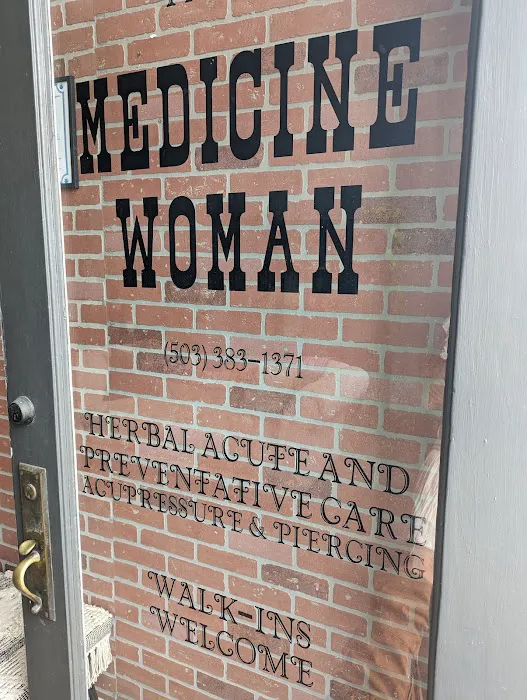 MEDICINE
WOMAN
(503) 383-1371
HERBAL ACUTE AND
PREVENTATIVE CARE
ACUPRESSURE & PIERCING
WALK-INS
WELCOME